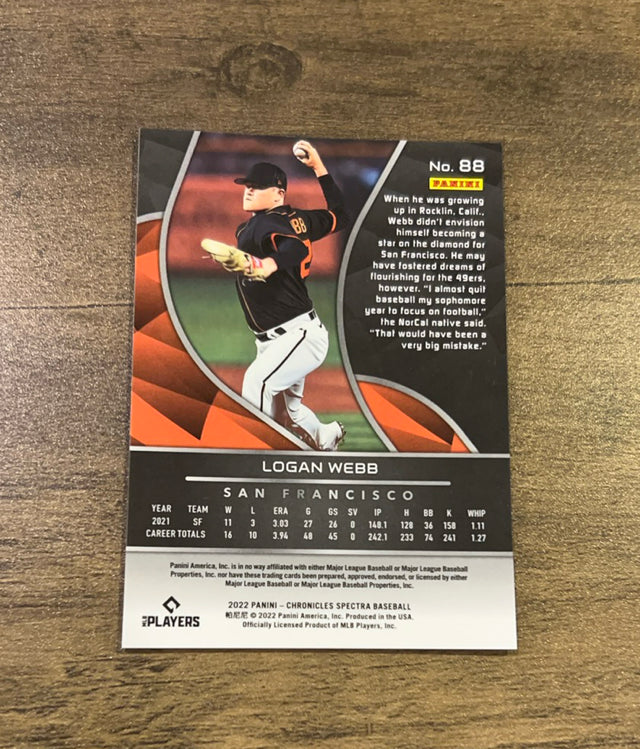 No. 88
PANINI
When he was growing
up in Rocklin, Calif.,
Webb didn't envision
himself becoming a
star on the diamond for
San Francisco. He may
have fostered dreams of
flourishing for the 49ers,
however. "I almost quit
baseball my sophomore
year to focus on football,"
the NorCal native said.
"That would have been a
very big mistake."
88
2
LOGAN WEBB
SAN FRANCISCO
YEAR TEAM W L ERA G GS SV IP H BB K WHIP
2021 SF 11 3 3.03 27 26 0 148.1 128 36 158 1.11
CAREER TOTALS 16 10 3.94 48 45 0 242.1 233 74 241 1.27
Panini America, Inc. is no way affiliated with either Major League Baseball or Major League Baseball
Properties, Inc. nor have these trading cards been prepared, approved, endorsed, or licensed by either
Major League Baseball or Major League Baseball Properties, Inc.
2022 PANINI – CHRONICLES SPECTRA BASEBALL
帕尼尼 © 2022 Panini America, Inc. Produced in the USA.
Officially Licensed Product of MLB Players, Inc.
MLB PLAYERS